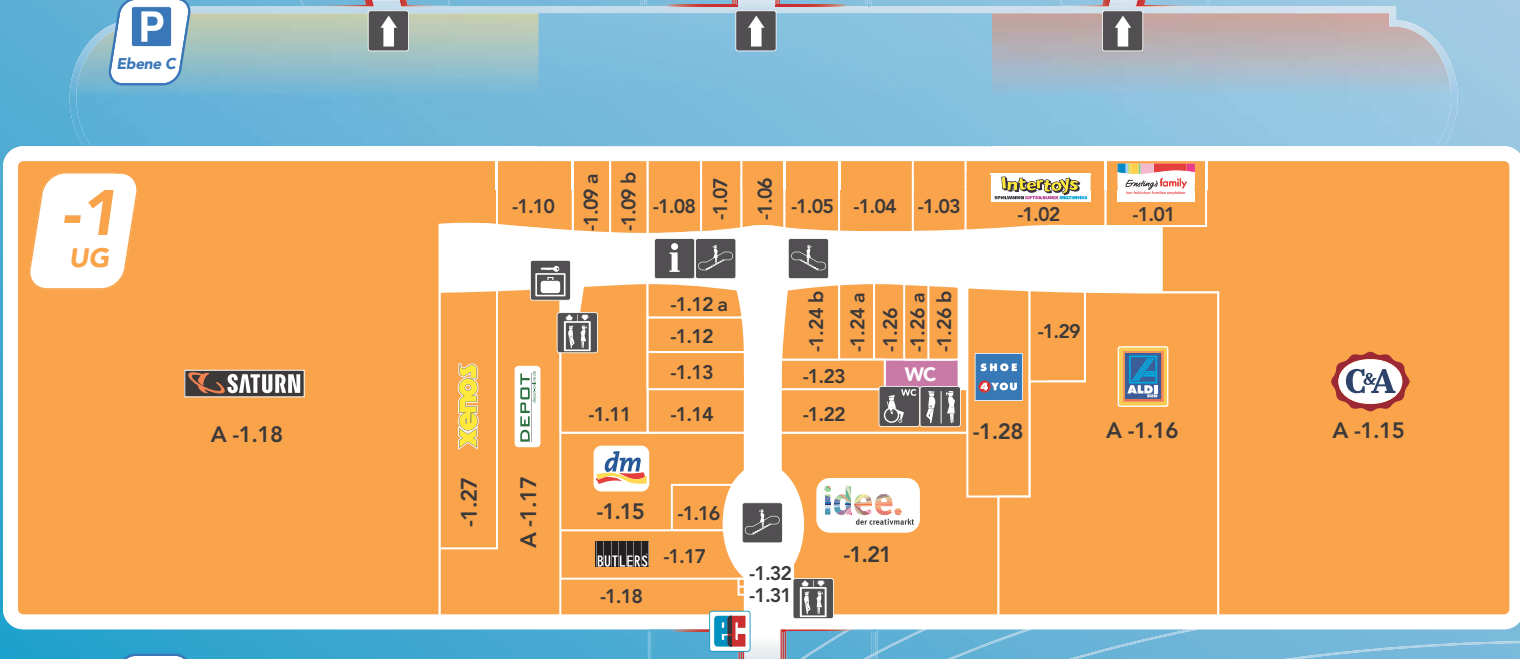 P
Ebene C
-1
UG
-1.10
-1.09 a
-1.09 b
-1.08
-1.07
-1.06
-1.05
-1.04
-1.03
Intertoys
-1.02
Ernsting's family
-1.01
i
-1.12 a
-1.12
-1.13
-1.14
-1.11
-1.24 b
-1.24 a
-1.26
-1.26 a
-1.26 b
-1.23
WC
-1.22
WC
SHOE
4 YOU
-1.28
-1.29
ALDI
SÜD
A -1.16
C&A
A -1.15
SATURN
A -1.18
xenos
-1.27
DEPOT
A -1.17
dm
-1.15
-1.16
BUTLERS
-1.17
-1.18
idee.
der creativmarkt
-1.21
-1.32
-1.31
ec